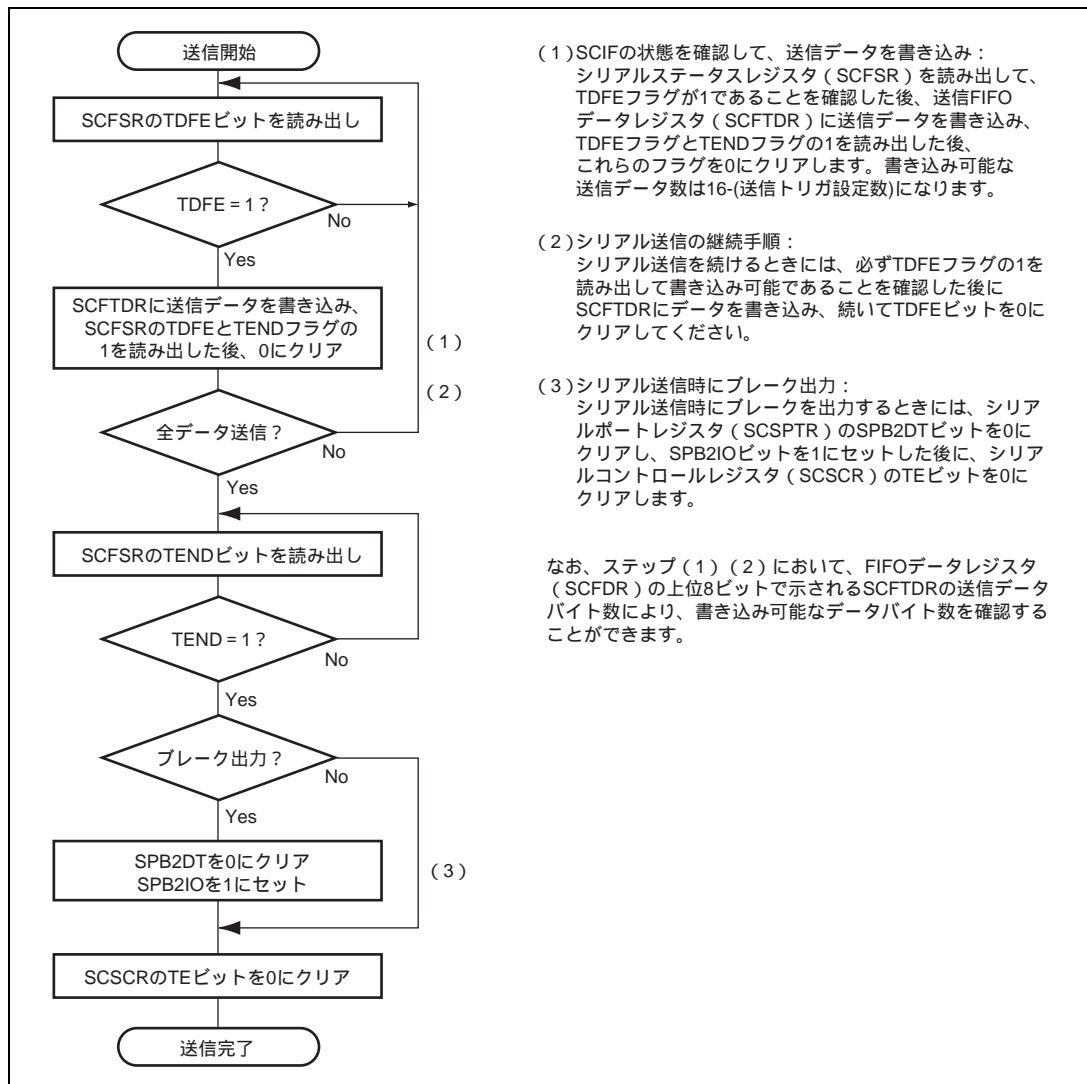 送信開始
SCFSRのTDFEビットを読み出し
TDFE = 1?
No
Yes
SCFTDRに送信データを書き込み、
SCFSRのTDFEとTENDフラグの
1を読み出した後、0にクリア
(1)
(2)
全データ送信?
No
Yes
SCFSRのTENDビットを読み出し
TEND = 1?
No
Yes
ブレーク出力?
No
Yes
SPB2DTを0にクリア
SPB2IOを1にセット
(3)
SCSCRのTEビットを0にクリア
送信完了
(1)SCIFの状態を確認して、送信データを書き込み:
シリアルステータスレジスタ(SCFSR)を読み出して、
TDFEフラグが1であることを確認した後、送信FIFO
データレジスタ(SCFTDR)に送信データを書き込み、
TDFEフラグとTENDフラグの1を読み出した後、
これらのフラグを0にクリアします。書き込み可能な
送信データ数は16-(送信トリガ設定数)になります。
(2)シリアル送信の継続手順:
シリアル送信を続けるときには、必ずTDFEフラグの1を
読み出して書き込み可能であることを確認した後に
SCFTDRにデータを書き込み、続いてTDFEビットを0に
クリアしてください。
(3)シリアル送信時にブレーク出力:
シリアル送信時にブレークを出力するときには、シリア
ルポートレジスタ(SCSPTR)のSPB2DTビットを0に
クリアし、SPB2IOビットを1にセットした後に、シリア
ルコントロールレジスタ(SCSCR)のTEビットを0に
クリアします。
なお、ステップ(1)(2)において、FIFOデータレジスタ
(SCFDR)の上位8ビットで示されるSCFTDRの送信データ
バイト数により、書き込み可能なデータバイト数を確認する
ことができます。